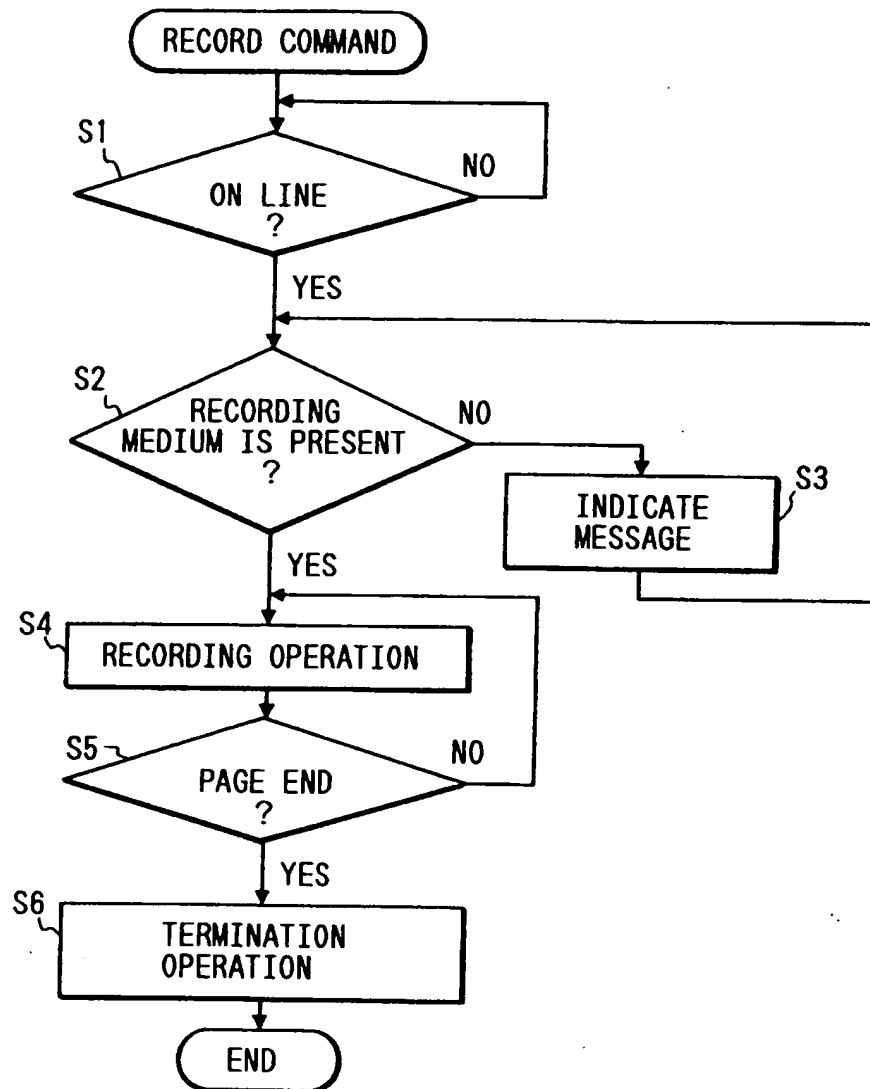 RECORD COMMAND
S1
NO
ON LINE
?
YES
S2
RECORDING
MEDIUM IS PRESENT
?
NO
S3
INDICATE
MESSAGE
YES
S4
RECORDING OPERATION
S5
NO
PAGE END
?
YES
S6
TERMINATION
OPERATION
END